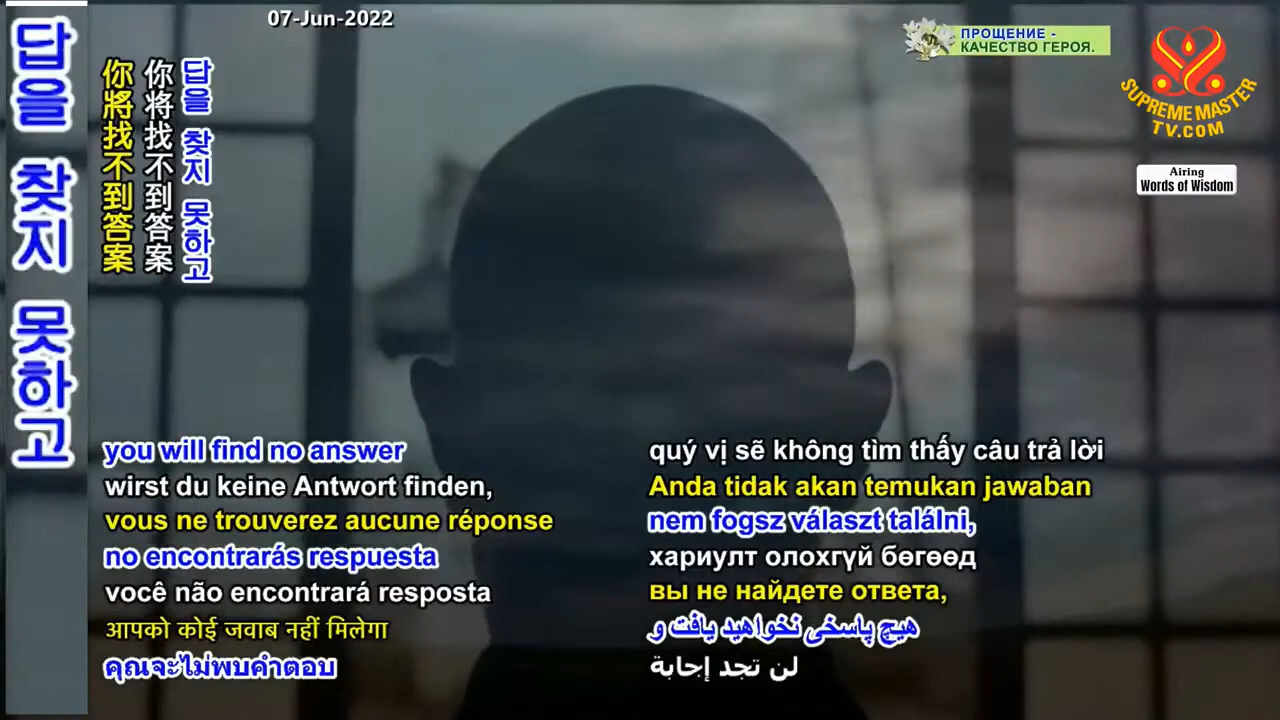 07-Jun-2022
ПРОЩЕНИЕ -
КАЧЕСТВО ГЕРОЯ.
SUPREME MASTER
TV.COM
Airing
Words of Wisdom
답을 찾지 못하고
你將找不到答案
你将找不到答案
답을 찾지 못하고
you will find no answer
wirst du keine Antwort finden,
vous ne trouverez aucune réponse
no encontrarás respuesta
você não encontrará resposta
आपको कोई जवाब नहीं मिलेगा
คุณจะไม่พบคำตอบ
quý vị sẽ không tìm thấy câu trả lời
Anda tidak akan temukan jawaban
nem fogsz választ találni,
хариулт олохгүй бөгөөд
вы не найдете ответа,
هیچ پاسخی نخواهید یافت و
لن تجد إجابة